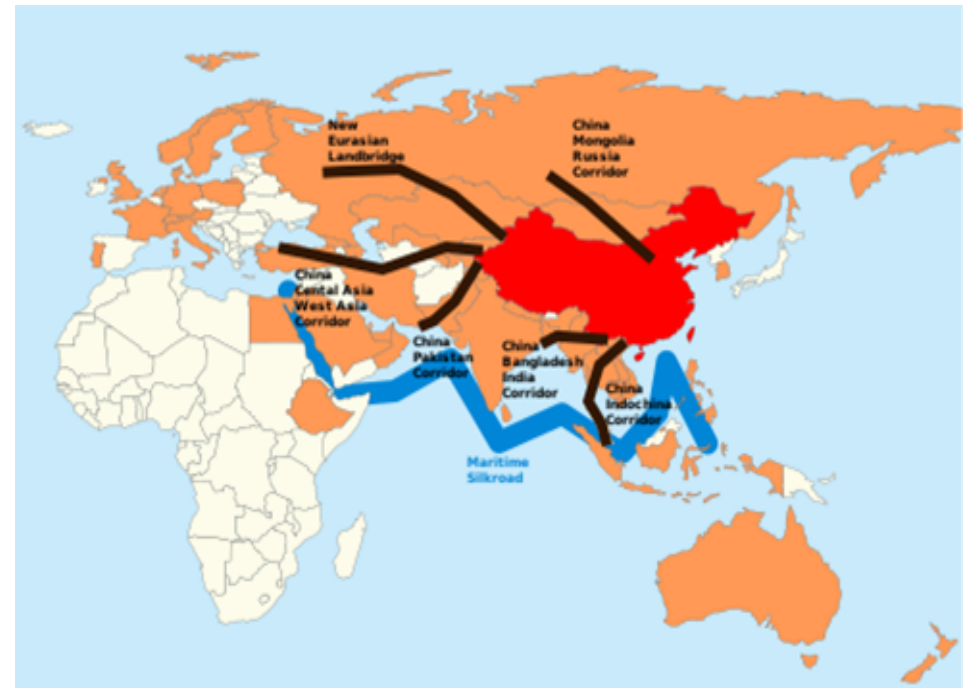 New
Eurasian
Landbridge
China
Mongolia
Russia
Corridor
China
Cental Asia
West Asia
Corridor
China
Pakistan
Corridor
China
Bangladesh
India
Corridor
China
Indochina
Corridor
Maritime
Silkroad